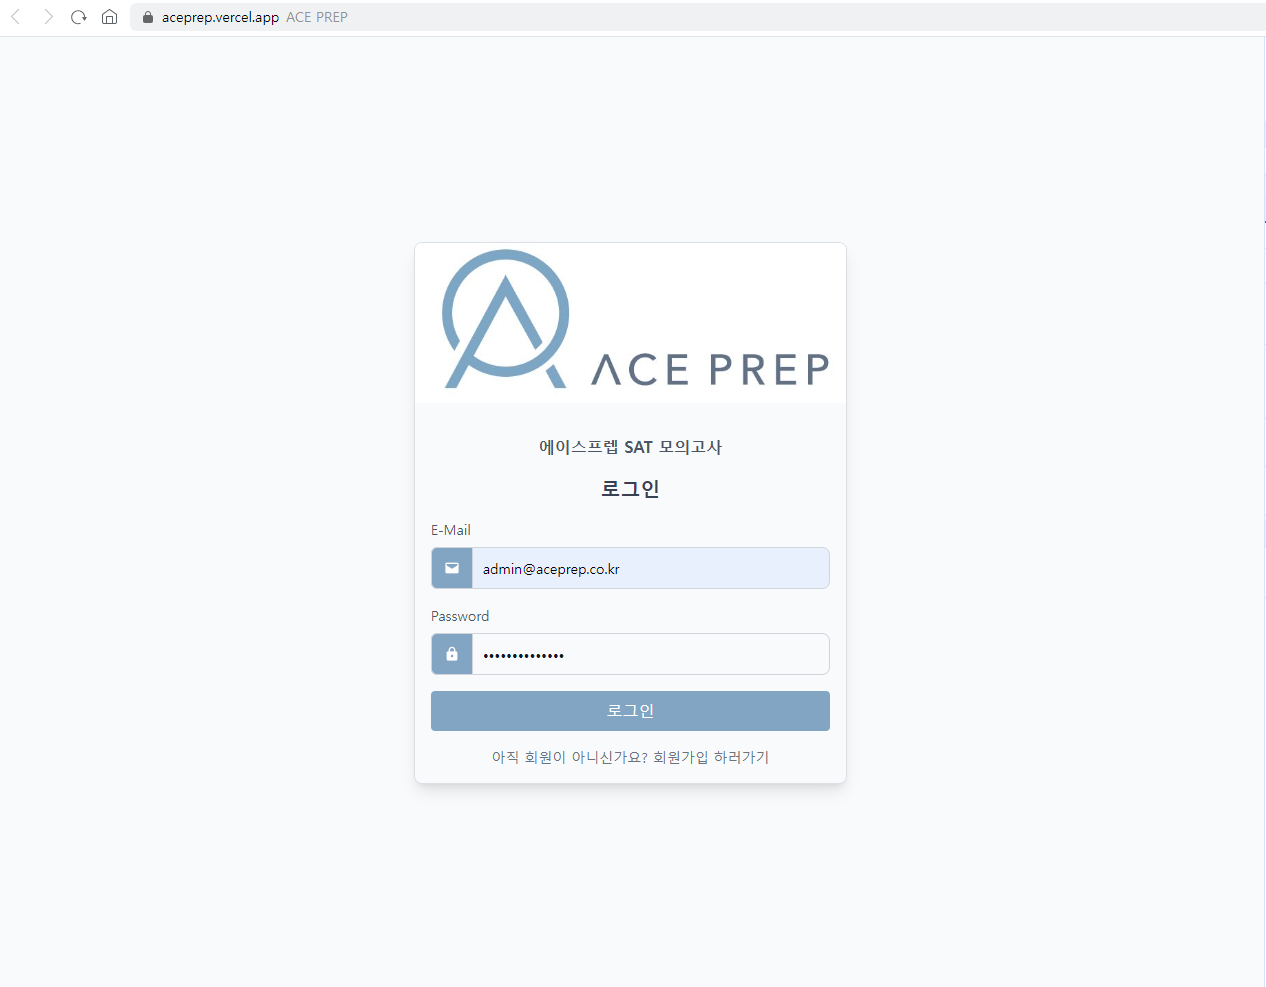 aceprep.vercel.app ACE PREP
ACE PREP
에이스프렙 SAT 모의고사
로그인
E-Mail
admin@aceprep.co.kr
Password
••••••••••••••
로그인
아직 회원이 아니신가요? 회원가입 하러가기